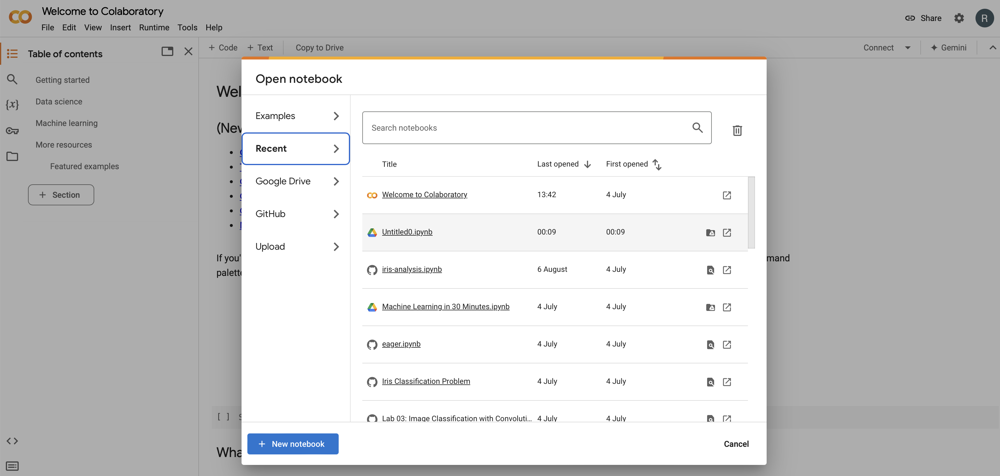 Welcome to Colaboratory
File Edit View Insert Runtime Tools Help
Share
R
Table of contents
+ Code + Text Copy to Drive
Connect
Gemini
Getting started
Data science
Machine learning
More resources
Featured examples
+ Section
Wel
(New
If you'
palette
mand
[ ]
Wha
Open notebook
Examples
Recent
Google Drive
GitHub
Upload
Search notebooks
Title Last opened First opened
Welcome to Colaboratory 13:42 4 July
Untitled0.ipynb 00:09 00:09
iris-analysis.ipynb 6 August 4 July
Machine Learning in 30 Minutes.ipynb 4 July 4 July
eager.ipynb 4 July 4 July
Iris Classification Problem 4 July 4 July
Lab 03: Image Classification with Convoluti... 4 July 4 July
+ New notebook
Cancel